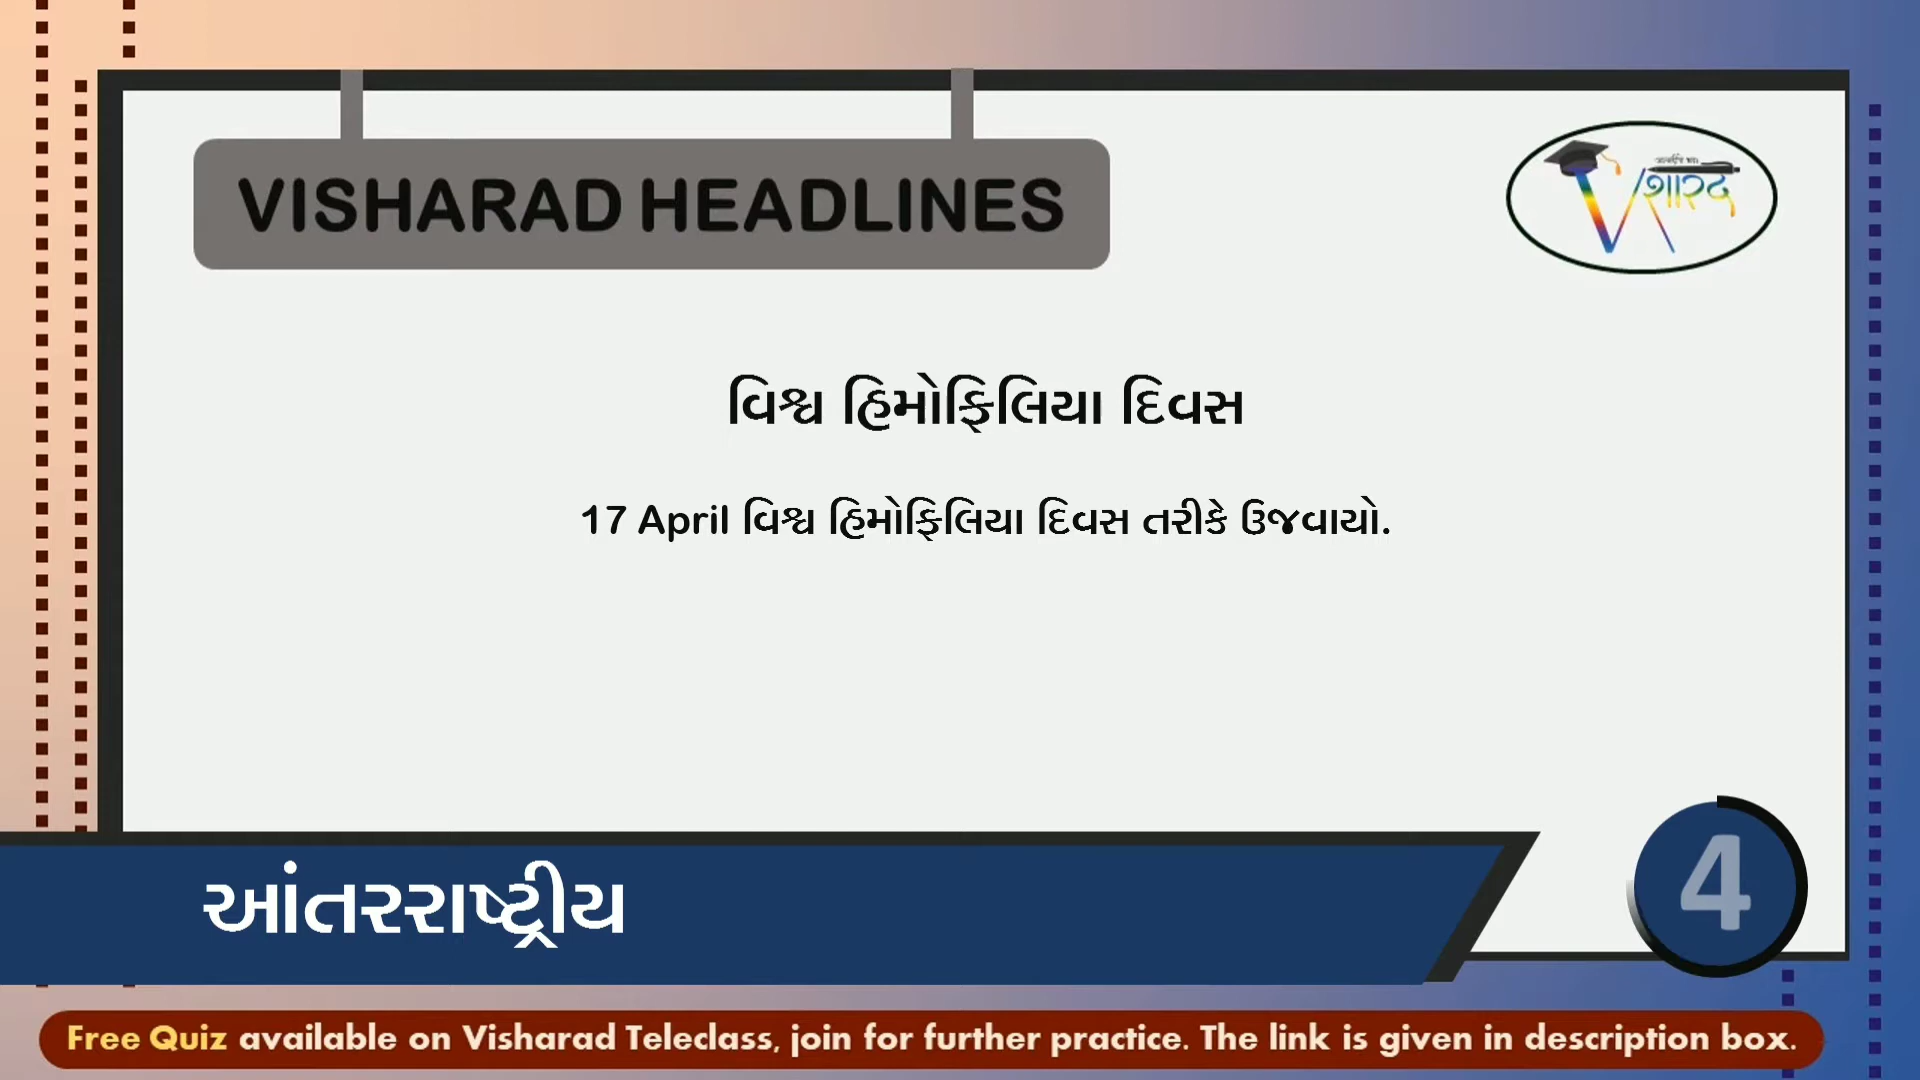 VISHARAD HEADLINES
શારદ
વિશ્વ હિમોફિલિયા દિવસ
17 April વિશ્વ હિમોફિલિયા દિવસ તરીકે ઉજવાયો.
આંતરરાષ્ટ્રીય
4
Free Quiz available on Visharad Teleclass, join for further practice. The link is given in description box.